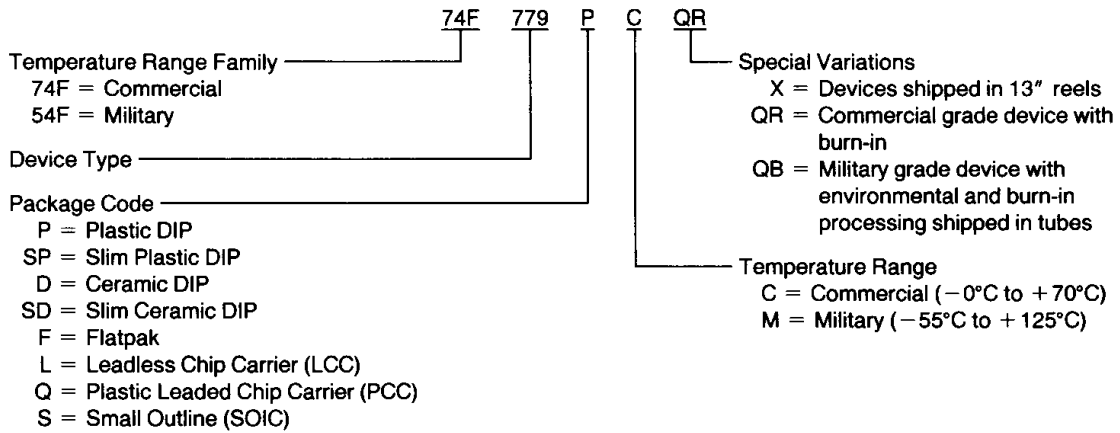 74F 779 P C QR
Temperature Range Family
74F = Commercial
54F = Military
Device Type
Package Code
P = Plastic DIP
SP = Slim Plastic DIP
D = Ceramic DIP
SD = Slim Ceramic DIP
F = Flatpak
L = Leadless Chip Carrier (LCC)
Q = Plastic Leaded Chip Carrier (PCC)
S = Small Outline (SOIC)
Special Variations
X = Devices shipped in 13″ reels
QR = Commercial grade device with
burn-in
QB = Military grade device with
environmental and burn-in
processing shipped in tubes
Temperature Range
C = Commercial (−0°C to +70°C)
M = Military (−55°C to +125°C)